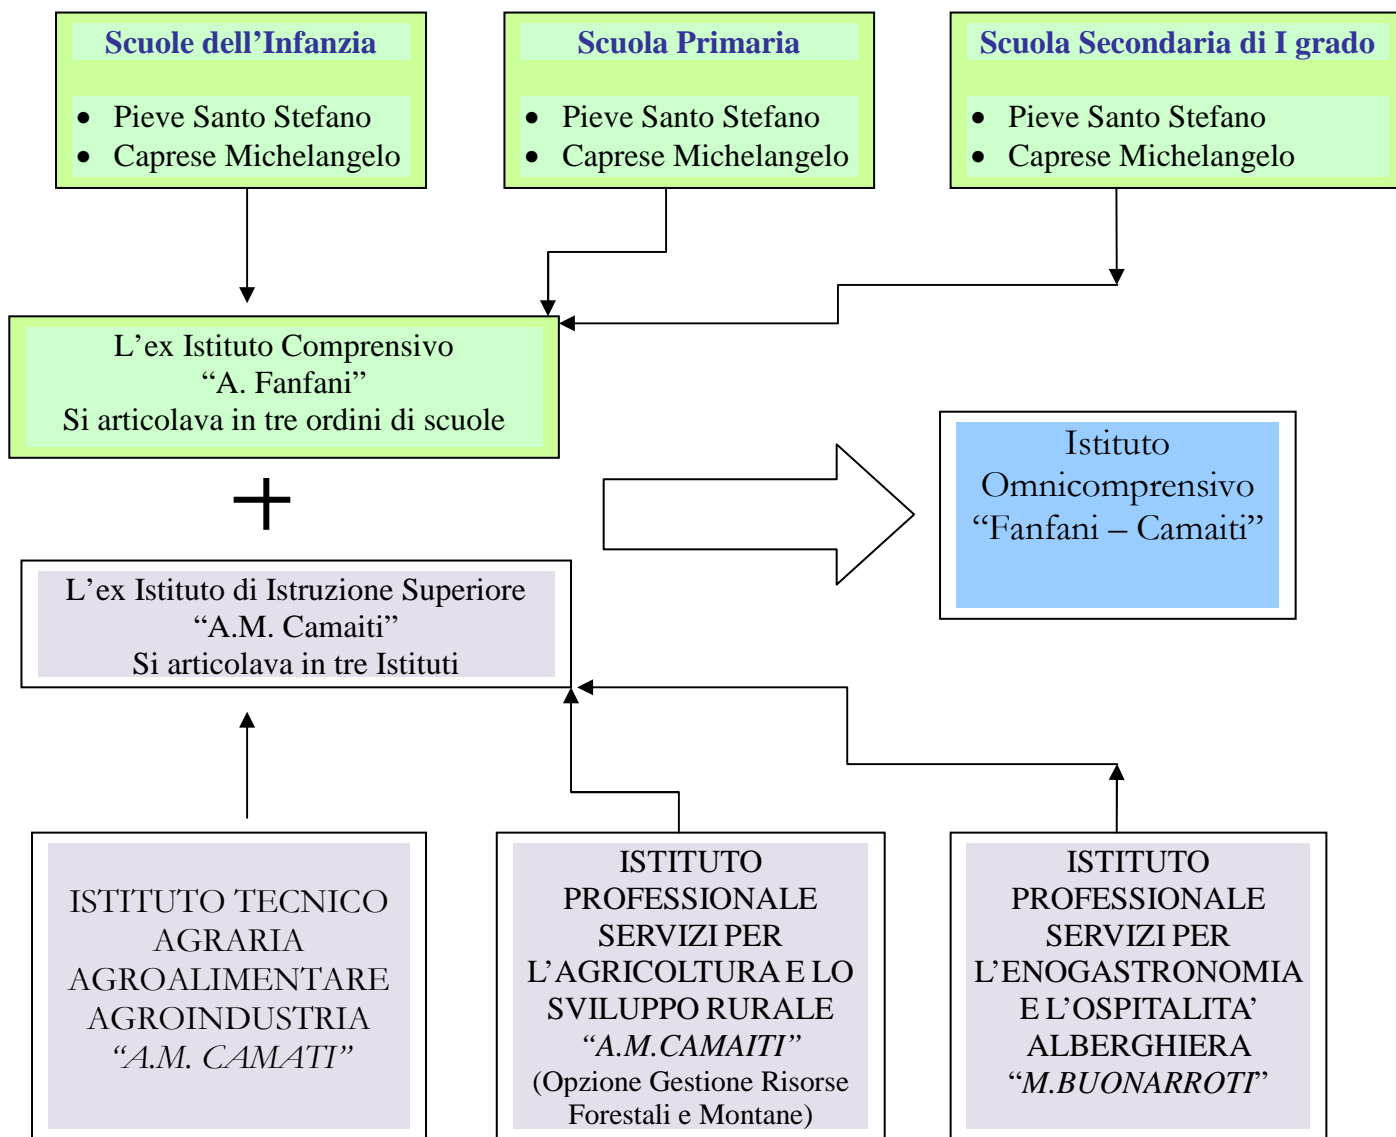 Scuole dell’Infanzia
• Pieve Santo Stefano
• Caprese Michelangelo
Scuola Primaria
• Pieve Santo Stefano
• Caprese Michelangelo
Scuola Secondaria di I grado
• Pieve Santo Stefano
• Caprese Michelangelo
L’ex Istituto Comprensivo
“A. Fanfani”
Si articolava in tre ordini di scuole
+
Istituto
Omnicomprensivo
“Fanfani – Camaiti”
L’ex Istituto di Istruzione Superiore
“A.M. Camaiti”
Si articolava in tre Istituti
ISTITUTO TECNICO
AGRARIA
AGROALIMENTARE
AGROINDUSTRIA
“A.M. CAMATI”
ISTITUTO
PROFESSIONALE
SERVIZI PER
L’AGRICOLTURA E LO
SVILUPPO RURALE
“A.M.CAMAITI”
(Opzione Gestione Risorse
Forestali e Montane)
ISTITUTO
PROFESSIONALE
SERVIZI PER
L’ENOGASTRONOMIA
E L’OSPITALITA’
ALBERGHIERA
“M.BUONARROTI”